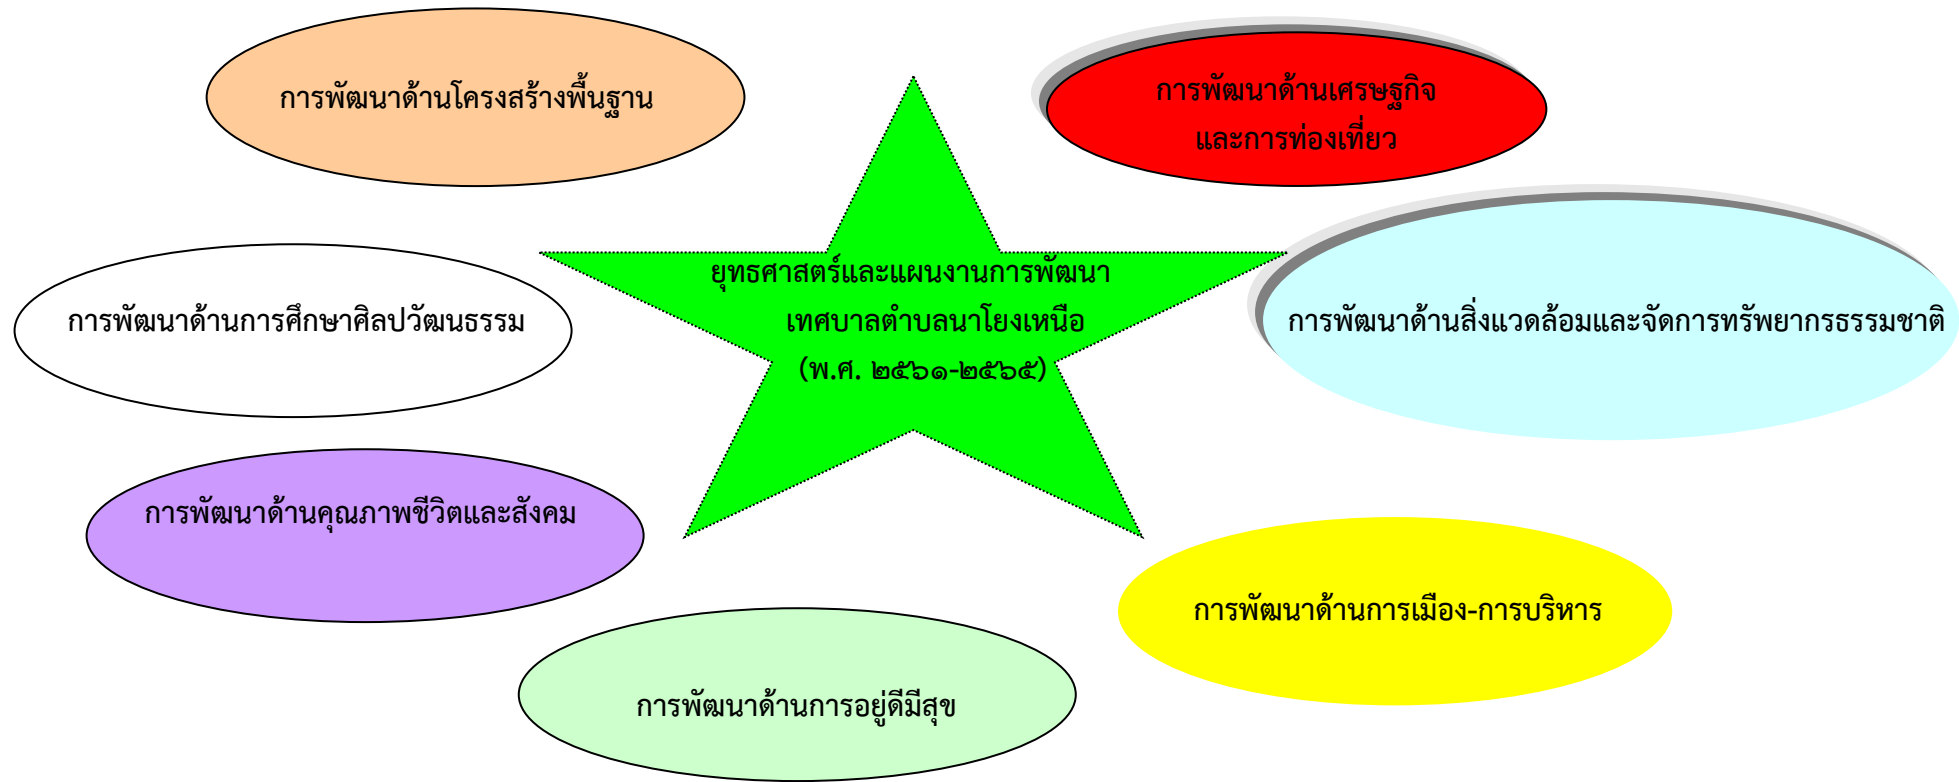 การพัฒนาด้านโครงสร้างพื้นฐาน
การพัฒนาด้านเศรษฐกิจ
และการท่องเที่ยว
ยุทธศาสตร์และแผนงานการพัฒนา
เทศบาลตำบลนาโยงเหนือ
(พ.ศ. ๒๕๖๑-๒๕๖๕)
การพัฒนาด้านการศึกษาศิลปวัฒนธรรม
การพัฒนาด้านสิ่งแวดล้อมและจัดการทรัพยากรธรรมชาติ
การพัฒนาด้านคุณภาพชีวิตและสังคม
การพัฒนาด้านการเมือง-การบริหาร
การพัฒนาด้านการอยู่ดีมีสุข